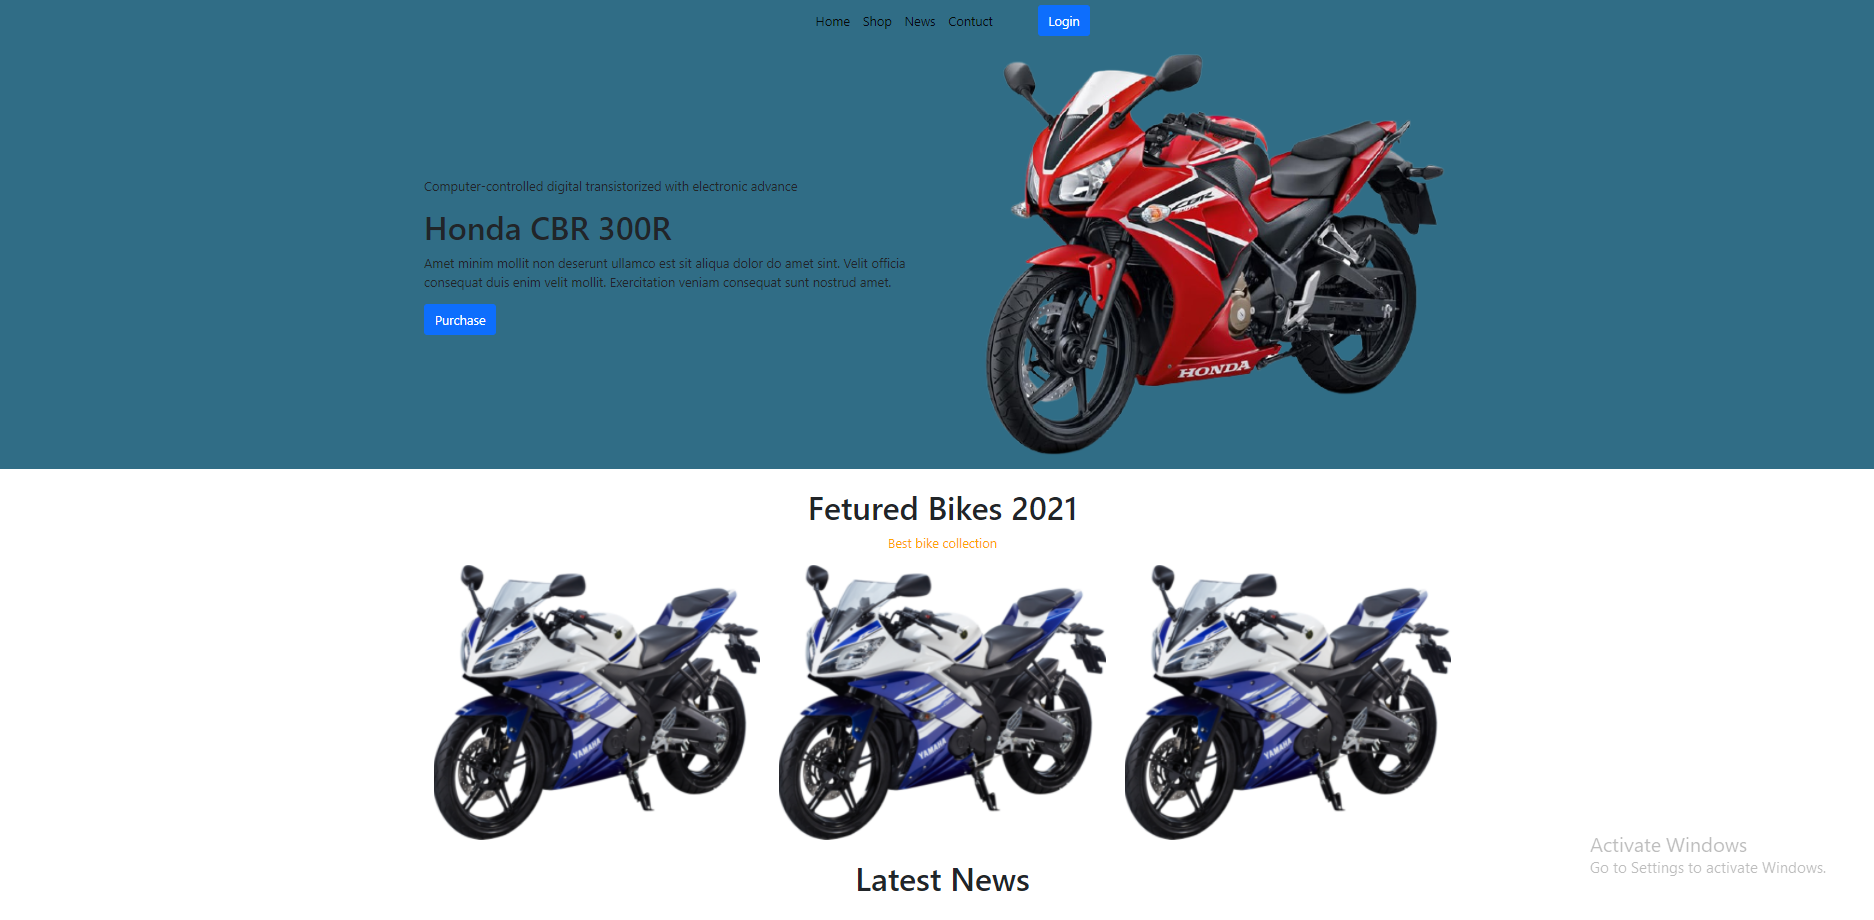 Home Shop News Contuct Login
Computer-controlled digital transistorized with electronic advance
Honda CBR 300R
Amet minim mollit non deserunt ullamco est sit aliqua dolor do amet sint. Velit officia
consequat duis enim velit mollit. Exercitation veniam consequat sunt nostrud amet.
Purchase
HONDA
CBR
HONDA
Fetured Bikes 2021
Best bike collection
YAMAHA
YAMAHA
YAMAHA
Activate Windows
Go to Settings to activate Windows.
Latest News